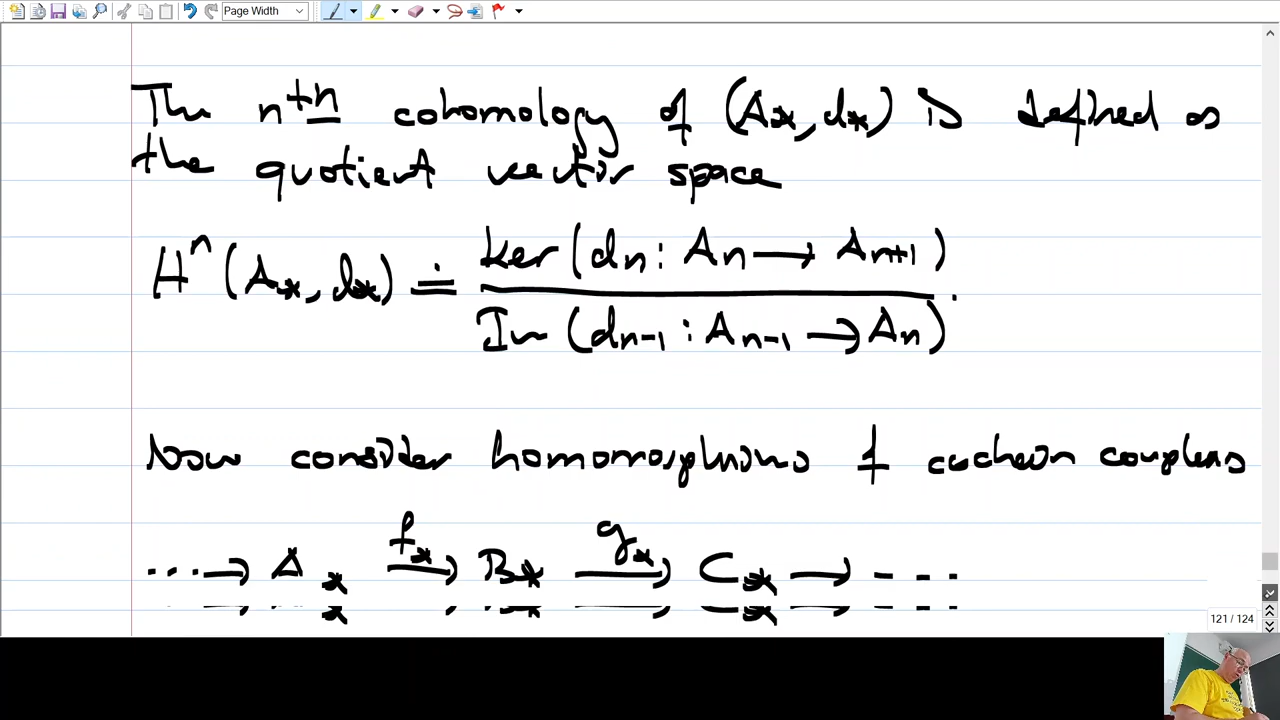 Page Width
The nth cohomology of (A*, d*) is defined as
the quotient vector space
Hⁿ(A*, d*) ≐ ker(dn : An → An+1) / Im(dn-1 : An-1 → An).
Now consider homomorphisms of cochain complexes
... → A* →f* B* →g* C* → ---
121 / 124